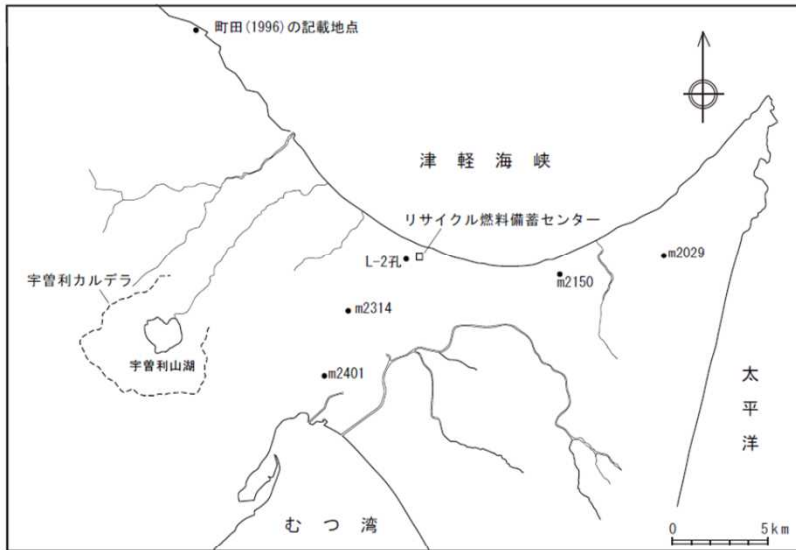 町田(1996)の記載地点
津軽海峡
リサイクル燃料備蓄センター
L-2孔
m2029
m2150
宇曽利カルデラ
m2314
宇曽利山湖
m2401
太平洋
むつ湾
0 5km